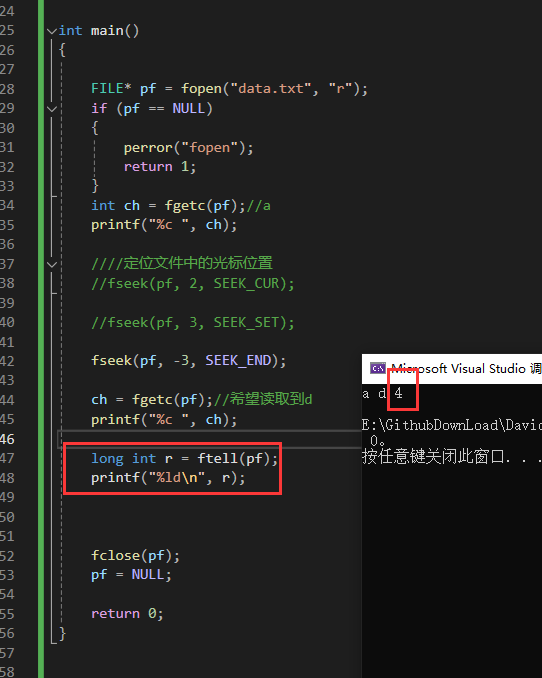 24
25 int main()
26 {
27
28 FILE* pf = fopen("data.txt", "r");
29 if (pf == NULL)
30 {
31 perror("fopen");
32 return 1;
33 }
34 int ch = fgetc(pf);//a
35 printf("%c ", ch);
36
37 ////定位文件中的光标位置
38 //fseek(pf, 2, SEEK_CUR);
39
40 //fseek(pf, 3, SEEK_SET);
41
42 fseek(pf, -3, SEEK_END);
43
44 ch = fgetc(pf);//希望读取到d
45 printf("%c ", ch);
46
47 long int r = ftell(pf);
48 printf("%ld\n", r);
49
50
51
52 fclose(pf);
53 pf = NULL;
54
55 return 0;
56 }
57
58
Microsoft Visual Studio 调
a d 4
E:\GithubDownLoad\David
0。
按任意键关闭此窗口. . .